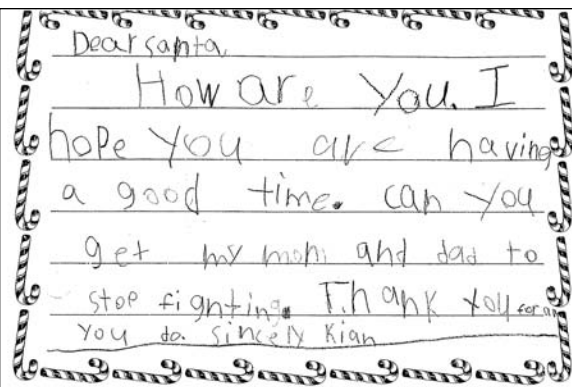 Dear santa
How are You. I
hope You are having
a good time. can you
get my mom and dad to
stop fighting. Thank you for
you do. sincely Kian